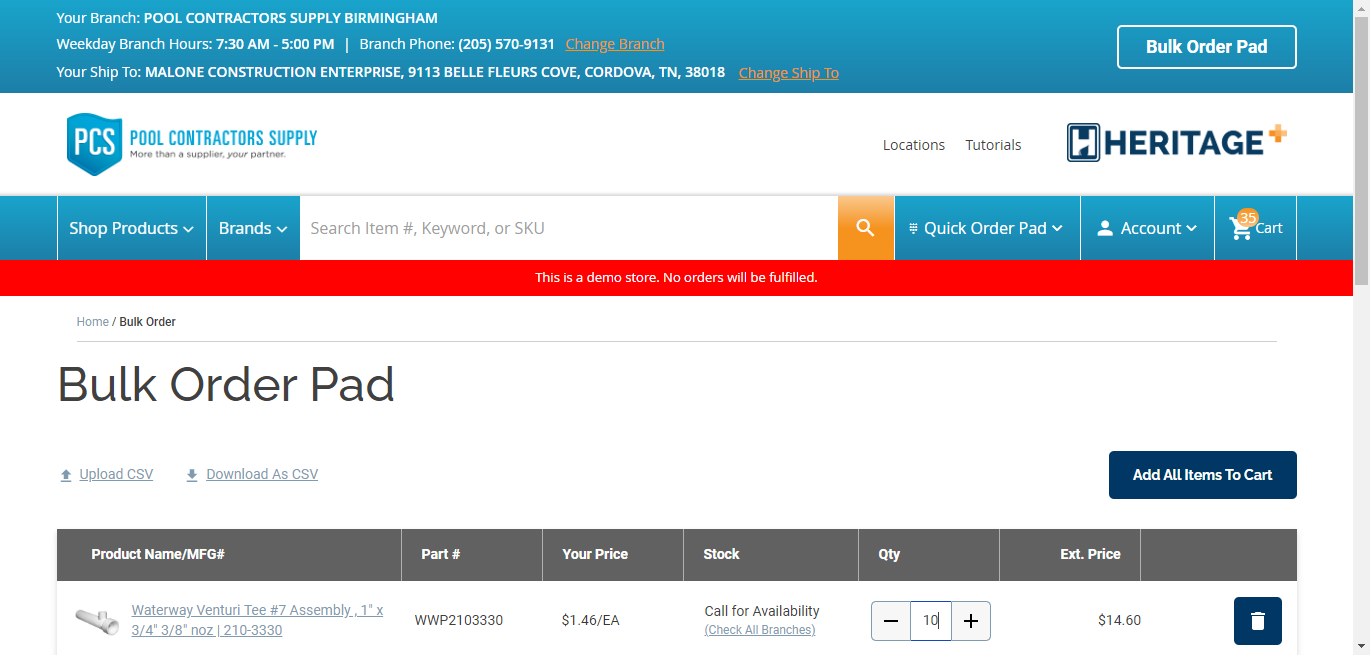 Your Branch: POOL CONTRACTORS SUPPLY BIRMINGHAM
Weekday Branch Hours: 7:30 AM - 5:00 PM | Branch Phone: (205) 570-9131 Change Branch
Your Ship To: MALONE CONSTRUCTION ENTERPRISE, 9113 BELLE FLEURS COVE, CORDOVA, TN, 38018 Change Ship To
Bulk Order Pad
PCS POOL CONTRACTORS SUPPLY
More than a supplier, your partner.
Locations Tutorials
H HERITAGE+
Shop Products Brands Search Item #, Keyword, or SKU Quick Order Pad Account 35 Cart
This is a demo store. No orders will be fulfilled.
Home / Bulk Order
Bulk Order Pad
Upload CSV Download As CSV Add All Items To Cart
Product Name/MFG# Part # Your Price Stock Qty Ext. Price
Waterway Venturi Tee #7 Assembly , 1" x
3/4" 3/8" noz | 210-3330
WWP2103330 $1.46/EA
Call for Availability
(Check All Branches)
10 $14.60